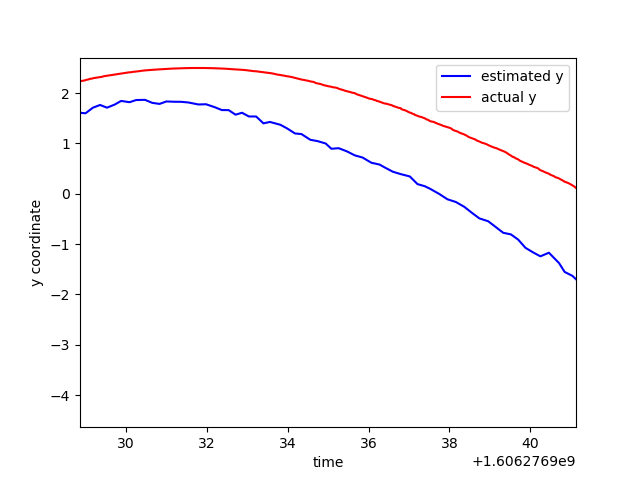 estimated y
actual y
2
1
0
−1
−2
−3
−4
y coordinate
30 32 34 36 38 40
time
+1.6062769e9